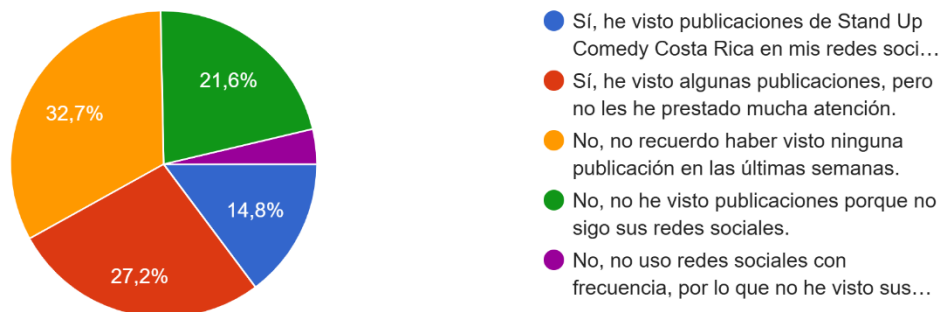 21,6%
32,7%
14,8%
27,2%
Sí, he visto publicaciones de Stand Up
Comedy Costa Rica en mis redes soci…
Sí, he visto algunas publicaciones, pero
no les he prestado mucha atención.
No, no recuerdo haber visto ninguna
publicación en las últimas semanas.
No, no he visto publicaciones porque no
sigo sus redes sociales.
No, no uso redes sociales con
frecuencia, por lo que no he visto sus…